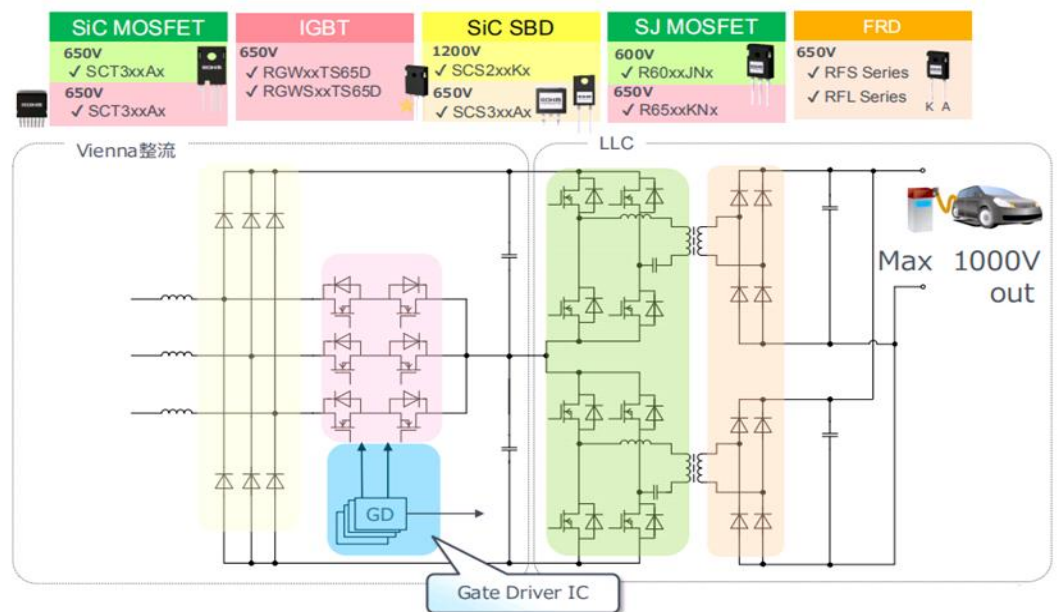 SiC MOSFET
650V
✓ SCT3xxAx
650V
✓ SCT3xxAx
IGBT
650V
✓ RGWxxTS65D
✓ RGWSxxTS65D
SiC SBD
1200V
✓ SCS2xxKx
650V
✓ SCS3xxAx
SJ MOSFET
600V
✓ R60xxJNx
650V
✓ R65xxKNx
FRD
650V
✓ RFS Series
✓ RFL Series
K A
Vienna整流
LLC
Max 1000V
out
GD
Gate Driver IC